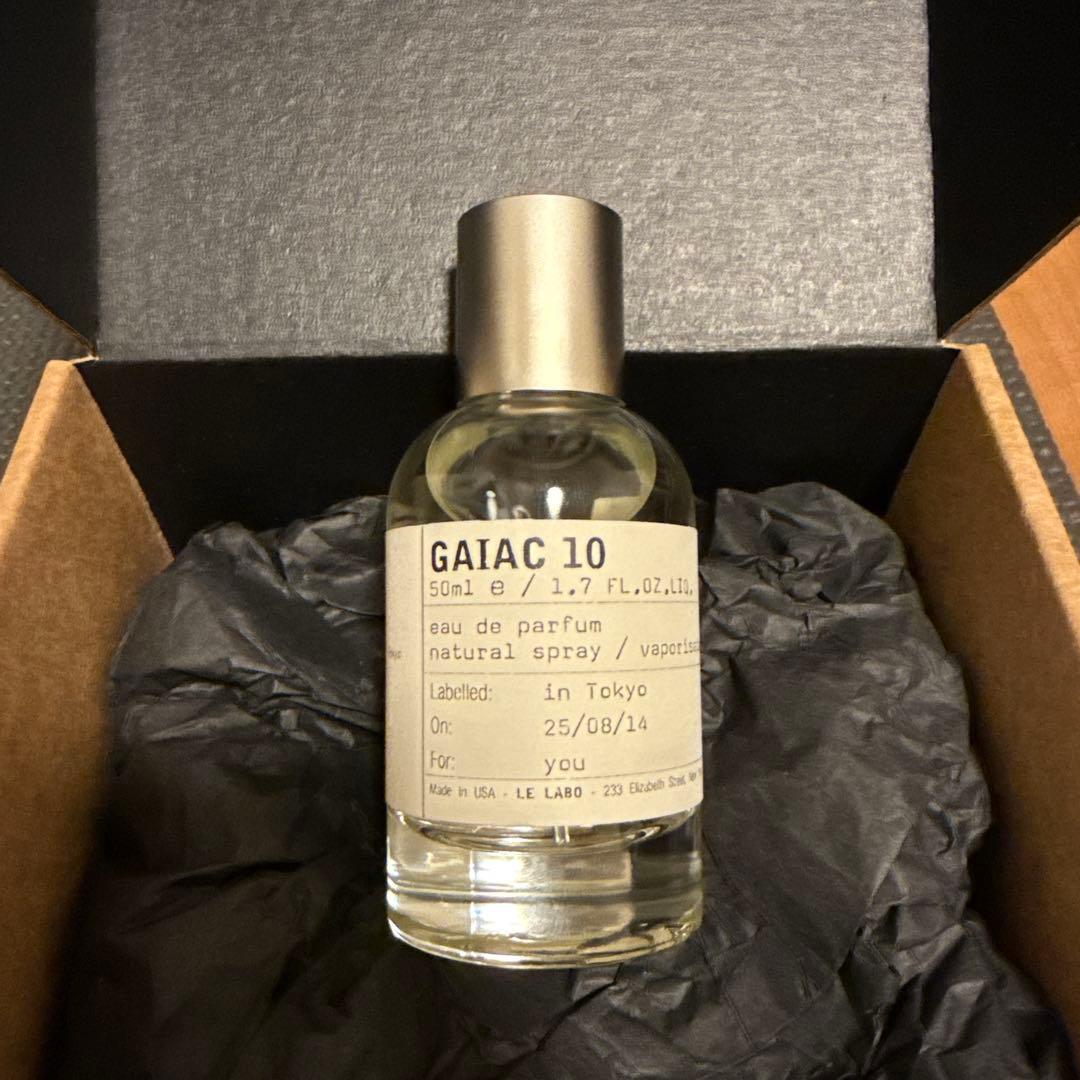 GAIAC 10
50ml e / 1.7 FL.OZ.LIQ.
eau de parfum
natural spray /
Labelled: in Tokyo
On: 25/08/14
For: you
Made in USA - LE LABO - 233 Elizabeth Street, New